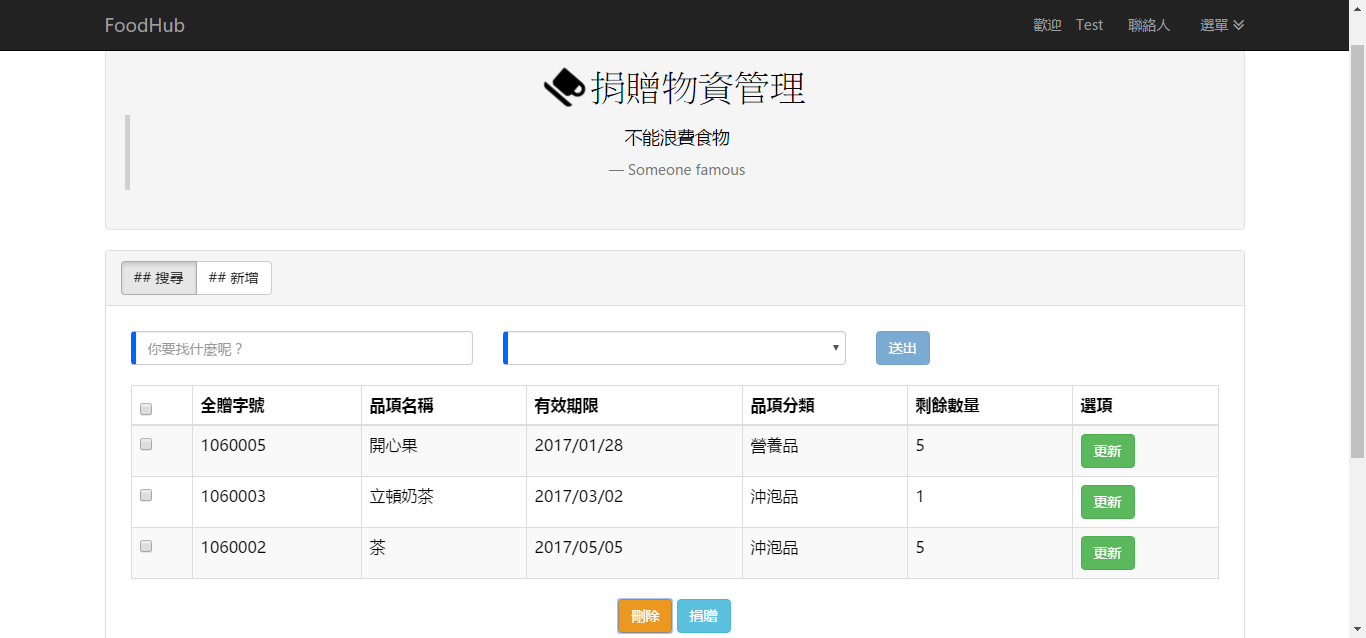 FoodHub 歡迎 Test 聯絡人 選單
捐贈物資管理
不能浪費食物
— Someone famous
## 搜尋 ## 新增
你要找什麼呢？ 送出
全贈字號 品項名稱 有效期限 品項分類 剩餘數量 選項
1060005 開心果 2017/01/28 營養品 5 更新
1060003 立頓奶茶 2017/03/02 沖泡品 1 更新
1060002 茶 2017/05/05 沖泡品 5 更新
刪除 捐贈